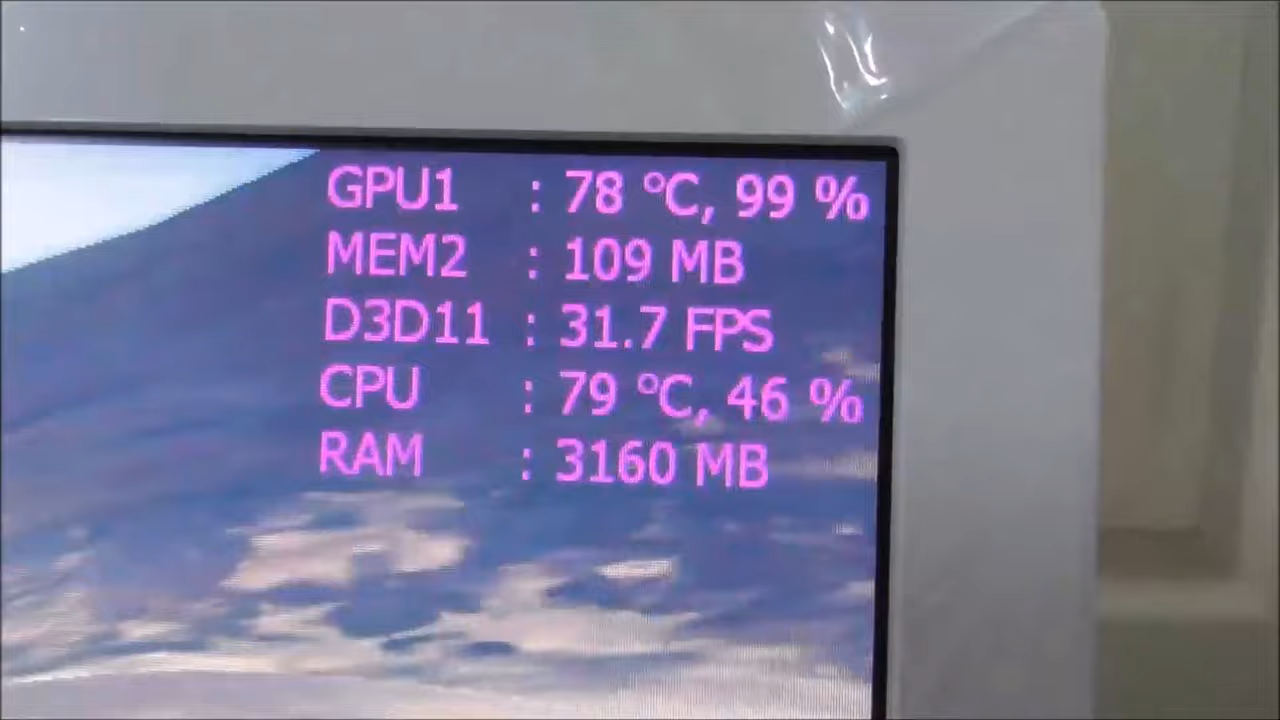 GPU1 : 78 °C, 99 %
MEM2 : 109 MB
D3D11 : 31.7 FPS
CPU : 79 °C, 46 %
RAM : 3160 MB